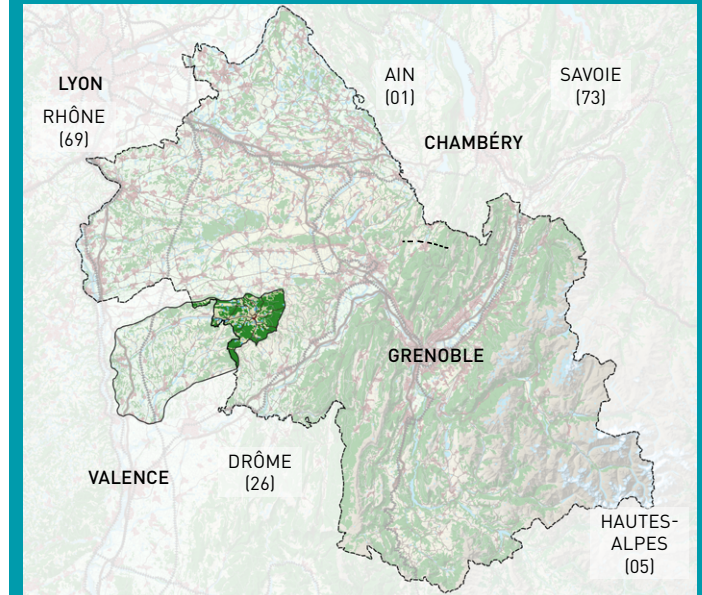 LYON
RHÔNE
(69)
AIN
(01)
SAVOIE
(73)
CHAMBÉRY
GRENOBLE
VALENCE
DRÔME
(26)
HAUTES-
ALPES
(05)